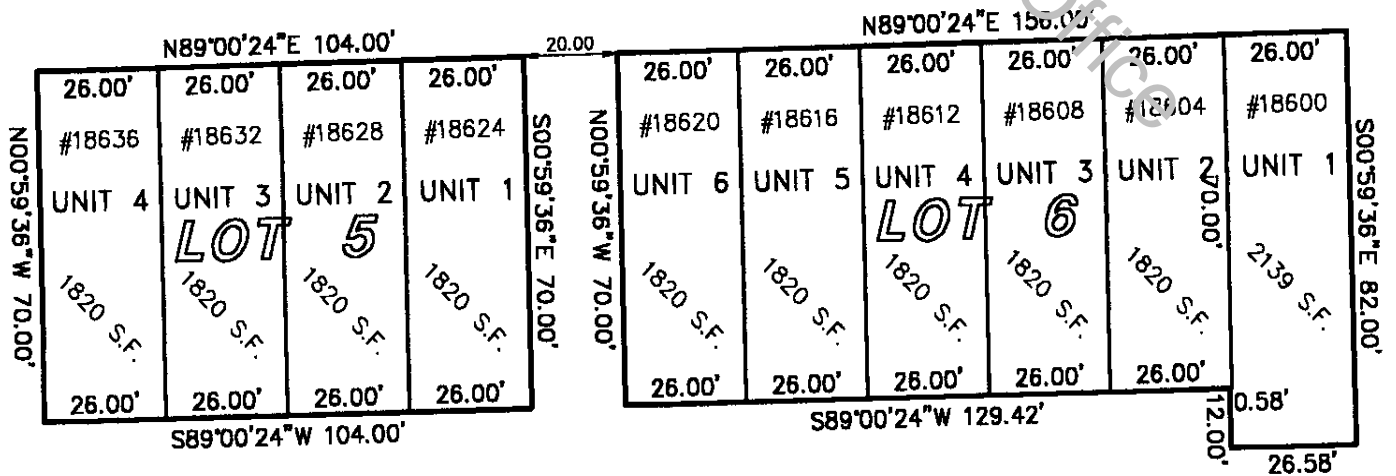 N89°00'24"E 104.00'
20.00
N89°00'24"E 156.00'
Office
26.00' 26.00' 26.00' 26.00'
#18636 #18632 #18628 #18624
UNIT 4 UNIT 3 UNIT 2 UNIT 1
LOT 5
1820 S.F. 1820 S.F. 1820 S.F. 1820 S.F.
26.00' 26.00' 26.00' 26.00'
N00°59'36"W 70.00'
S00°59'36"E 70.00'
S89°00'24"W 104.00'
26.00' 26.00' 26.00' 26.00' 26.00' 26.00'
#18620 #18616 #18612 #18608 #18604 #18600
UNIT 6 UNIT 5 UNIT 4 UNIT 3 UNIT 2 UNIT 1
LOT 6
70.00'
1820 S.F. 1820 S.F. 1820 S.F. 1820 S.F. 1820 S.F. 2139 S.F.
26.00' 26.00' 26.00' 26.00' 26.00'
N00°59'36"W 70.00'
S00°59'36"E 82.00'
S89°00'24"W 129.42'
12.00'
0.58'
26.58'